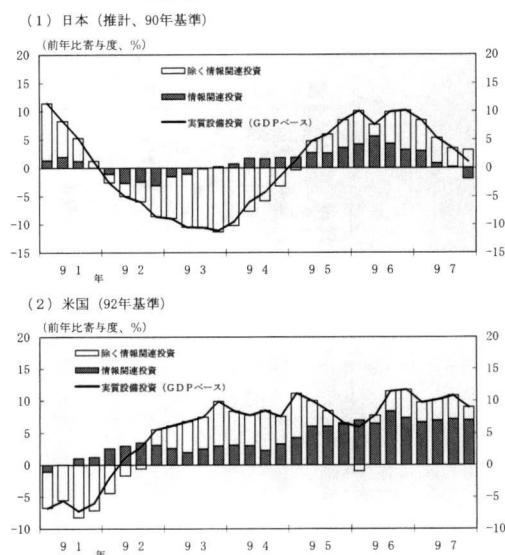 (1) 日本 (推計、90年基準)
(前年比寄与度、%)
20 20
15 15
10 10
5 5
0 0
-5 -5
-10 -10
-15 -15
除く情報関連投資
情報関連投資
実質設備投資 (GDPベース)
91 92 93 94 95 96 97
年
(2) 米国 (92年基準)
(前年比寄与度、%)
20 20
15 15
10 10
5 5
0 0
-5 -5
-10 -10
除く情報関連投資
情報関連投資
実質設備投資 (GDPベース)
91 92 93 94 95 96 97
年